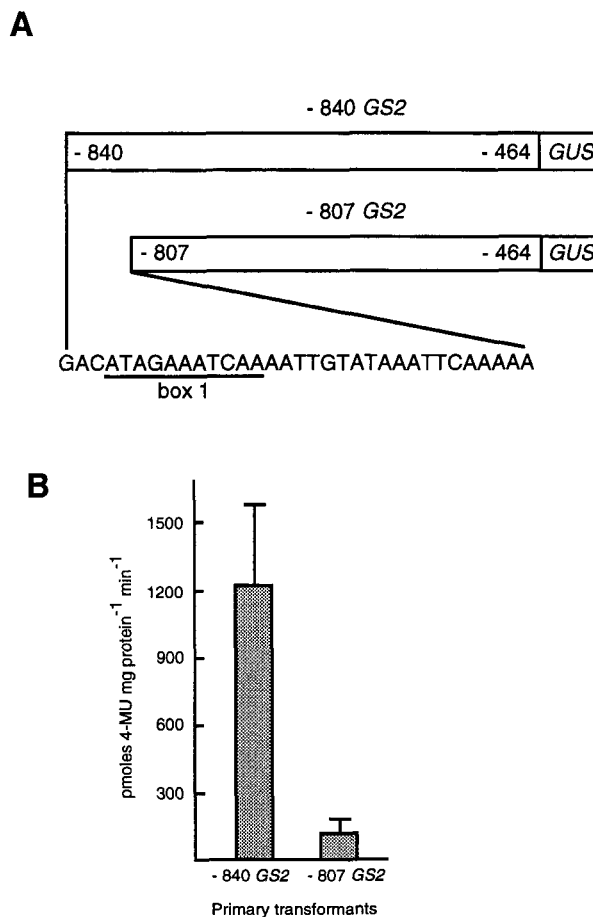 A
- 840 GS2
- 840 - 464 GUS
- 807 GS2
- 807 - 464 GUS
GACATAGAAATCAAAATTGTATAAATTCAAAAA
box 1
B
pmoles 4-MU mg protein⁻¹ min⁻¹
1500
1200
900
600
300
- 840 GS2 - 807 GS2
Primary transformants